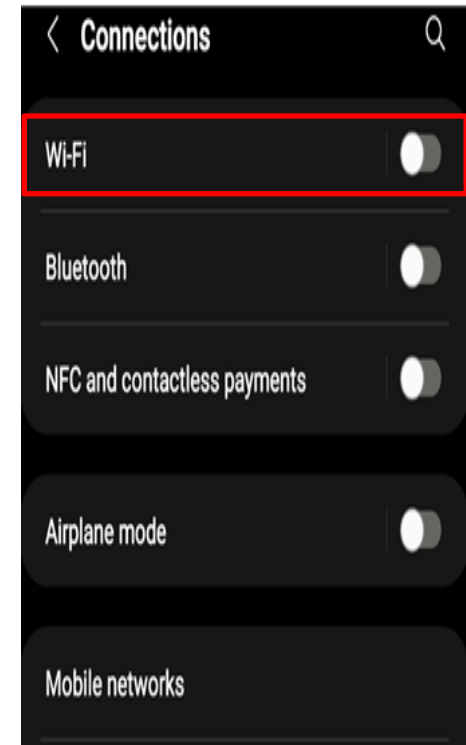 Connections
Wi-Fi
Bluetooth
NFC and contactless payments
Airplane mode
Mobile networks